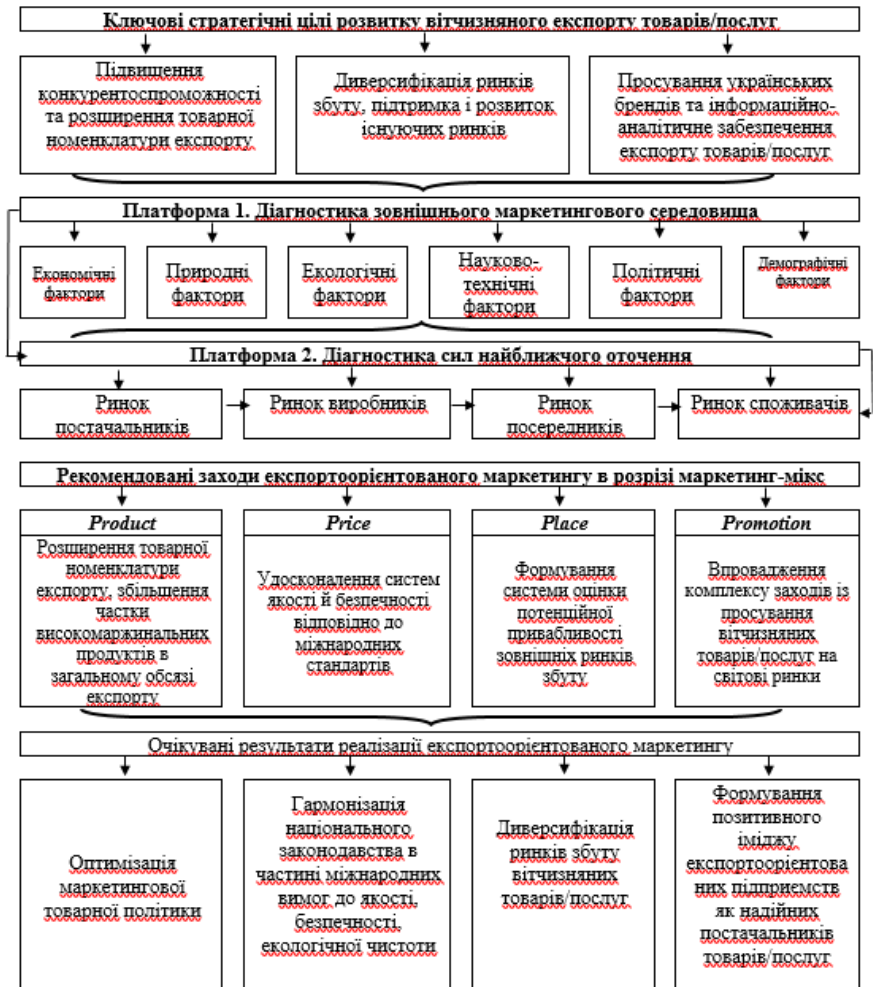 Ключові стратегічні цілі розвитку вітчизняного експорту товарів/послуг
Підвищення
конкурентоспроможності
та розширення товарної
номенклатури експорту
Диверсифікація ринків
збуту, підтримка і розвиток
існуючих ринків
Просування українських
брендів та інформаційно-
аналітичне забезпечення
експорту товарів/послуг
Платформа 1. Діагностика зовнішнього маркетингового середовища
Економічні
фактори
Природні
фактори
Екологічні
фактори
Науково-
технічні
фактори
Політичні
фактори
Демографічні
фактори
Платформа 2. Діагностика сил найближчого оточення
Ринок
постачальників
Ринок виробників
Ринок
посередників
Ринок споживачів
Рекомендовані заходи експортоорієнтованого маркетингу в розрізі маркетинг-мікс
Product
Розширення товарної
номенклатури
експорту, збільшення
частки
високомаржинальних
продуктів в
загальному обсязі
експорту
Price
Удосконалення систем
якості й безпечності
відповідно до
міжнародних
стандартів
Place
Формування
системи оцінки
потенційної
привабливості
зовнішніх ринків
збуту
Promotion
Впровадження
комплексу заходів із
просування
вітчизняних
товарів/послуг на
світові ринки
Очікувані результати реалізації експортоорієнтованого маркетингу
Оптимізація
маркетингової
товарної політики
Гармонізація
національного
законодавства в
частині міжнародних
вимог до якості,
безпечності,
екологічної чистоти
Диверсифікація
ринків збуту
вітчизняних
товарів/послуг
Формування
позитивного
іміджу
експортоорієнтова
них підприємств
як надійних
постачальників
товарів/послуг